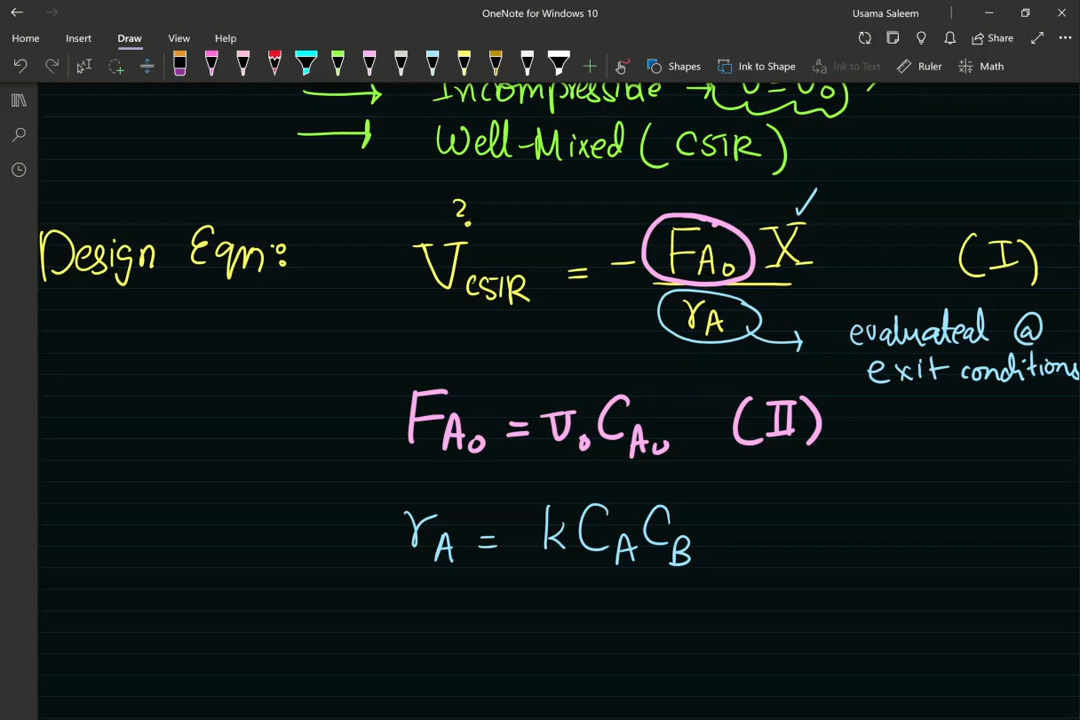 OneNote for Windows 10
Usama Saleem
Home Insert Draw View Help
Share
Shapes Ink to Shape Ink to Text Ruler Math
Incompressible → υ = υ₀
Well-Mixed (CSTR)
?
Design Eqn:
V_CSTR = - F_A₀ X / r_A (I)
evaluateal @
exit conditions
F_A₀ = υ₀ C_A₀ (II)
r_A = k C_A C_B